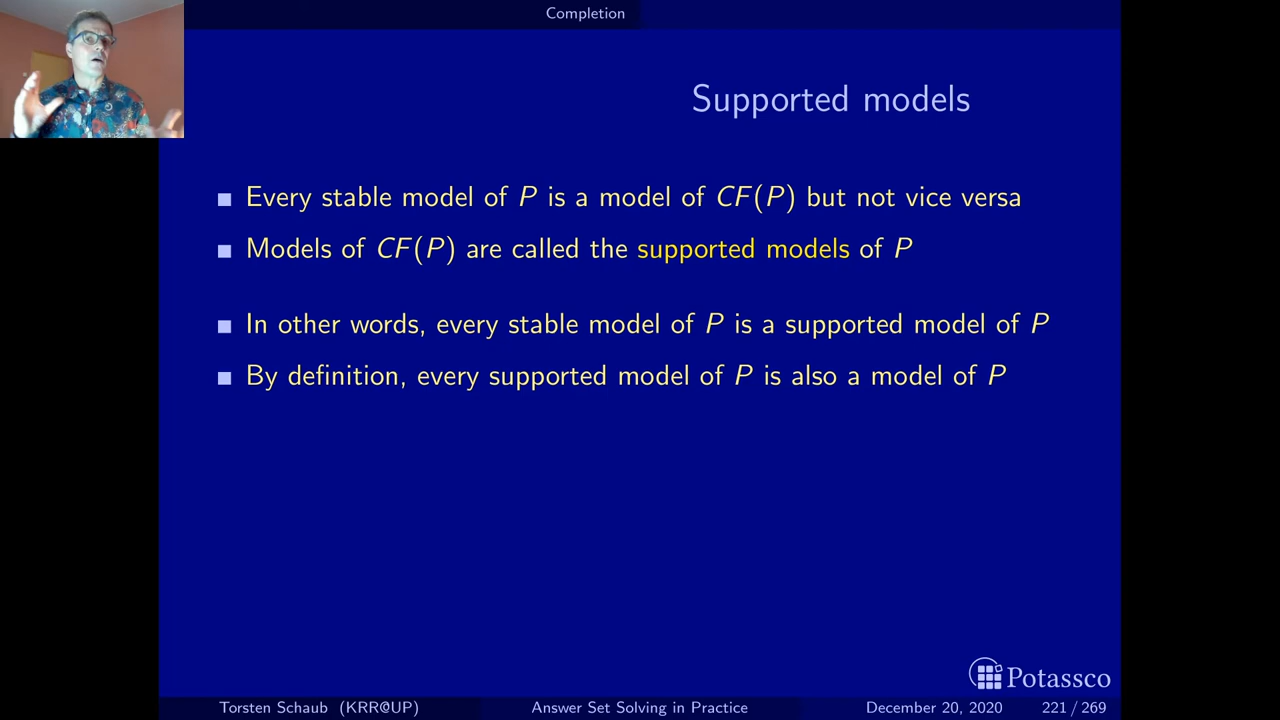 Completion
Supported models
Every stable model of P is a model of CF(P) but not vice versa
Models of CF(P) are called the supported models of P
In other words, every stable model of P is a supported model of P
By definition, every supported model of P is also a model of P
Potassco
Torsten Schaub (KRR@UP) Answer Set Solving in Practice December 20, 2020 221 / 269